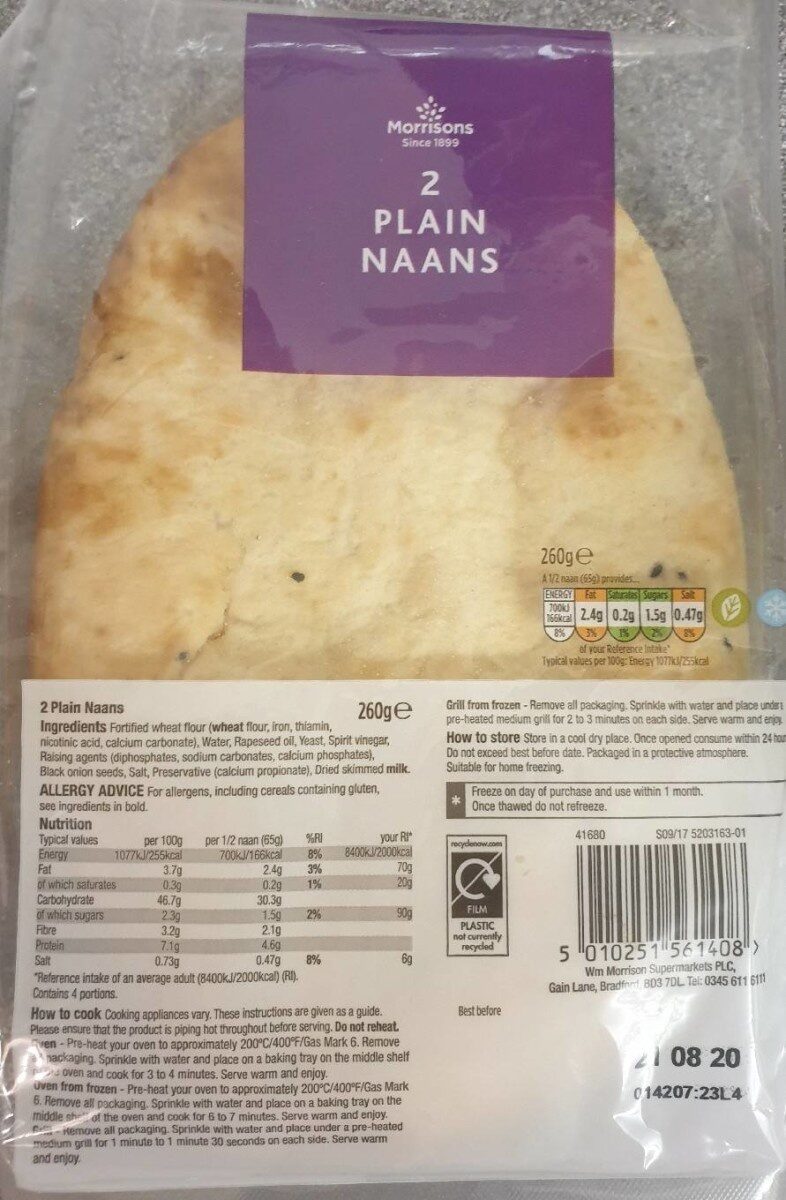 Morrisons
Since 1899
2
PLAIN
NAANS
260g e
A 1/2 naan (65g) provides...
ENERGY Fat Saturates Sugars Salt
700kJ
166kcal 2.4g 0.2g 1.5g 0.47g
8% 3% 1% 2% 8%
of your Reference Intake*
Typical values per 100g: Energy 1077kJ/255kcal
2 Plain Naans 260g e
Ingredients Fortified wheat flour (wheat flour, iron, thiamin,
nicotinic acid, calcium carbonate), Water, Rapeseed oil, Yeast, Spirit vinegar,
Raising agents (diphosphates, sodium carbonates, calcium phosphates),
Black onion seeds, Salt, Preservative (calcium propionate), Dried skimmed milk.
ALLERGY ADVICE For allergens, including cereals containing gluten,
see ingredients in bold.
Nutrition
Typical values per 100g per 1/2 naan (65g) %RI your RI*
Energy 1077kJ/255kcal 700kJ/166kcal 8% 8400kJ/2000kcal
Fat 3.7g 2.4g 3% 70g
of which saturates 0.3g 0.2g 1% 20g
Carbohydrate 46.7g 30.3g
of which sugars 2.3g 1.5g 2% 90g
Fibre 3.2g 2.1g
Protein 7.1g 4.6g
Salt 0.73g 0.47g 8% 6g
*Reference intake of an average adult (8400kJ/2000kcal) (RI).
Contains 4 portions.
How to cook Cooking appliances vary. These instructions are given as a guide.
Please ensure that the product is piping hot throughout before serving. Do not reheat.
Oven - Pre-heat your oven to approximately 200°C/400°F/Gas Mark 6. Remove
packaging. Sprinkle with water and place on a baking tray on the middle shelf
oven and cook for 3 to 4 minutes. Serve warm and enjoy.
Oven from frozen - Pre-heat your oven to approximately 200°C/400°F/Gas Mark
6. Remove all packaging. Sprinkle with water and place on a baking tray on the
middle shelf of the oven and cook for 6 to 7 minutes. Serve warm and enjoy.
Remove all packaging. Sprinkle with water and place under a pre-heated
medium grill for 1 minute to 1 minute 30 seconds on each side. Serve warm
and enjoy.
Grill from frozen - Remove all packaging. Sprinkle with water and place under a
pre-heated medium grill for 2 to 3 minutes on each side. Serve warm and enjoy.
How to store Store in a cool dry place. Once opened consume within 24 hour
Do not exceed best before date. Packaged in a protective atmosphere.
Suitable for home freezing.
* Freeze on day of purchase and use within 1 month.
Once thawed do not refreeze.
recyclenow.com
FILM
PLASTIC
not currently
recycled
41680 S09/17 5203163-01
5 010251 561408 >
Wm Morrison Supermarkets PLC,
Gain Lane, Bradford, BD3 7DL. Tel: 0345 611 6111
Best before
21 08 20
014207:23L4